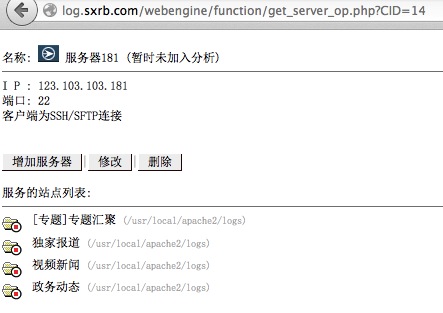 log.sxrb.com/webengine/function/get_server_op.php?CID=14
名称: 服务器181 (暂时未加入分析)
I P : 123.103.103.181
端口: 22
客户端为SSH/SFTP连接
增加服务器 | 修改 | 删除
服务的站点列表:
[专题]专题汇聚 (/usr/local/apache2/logs)
独家报道 (/usr/local/apache2/logs)
视频新闻 (/usr/local/apache2/logs)
政务动态 (/usr/local/apache2/logs)